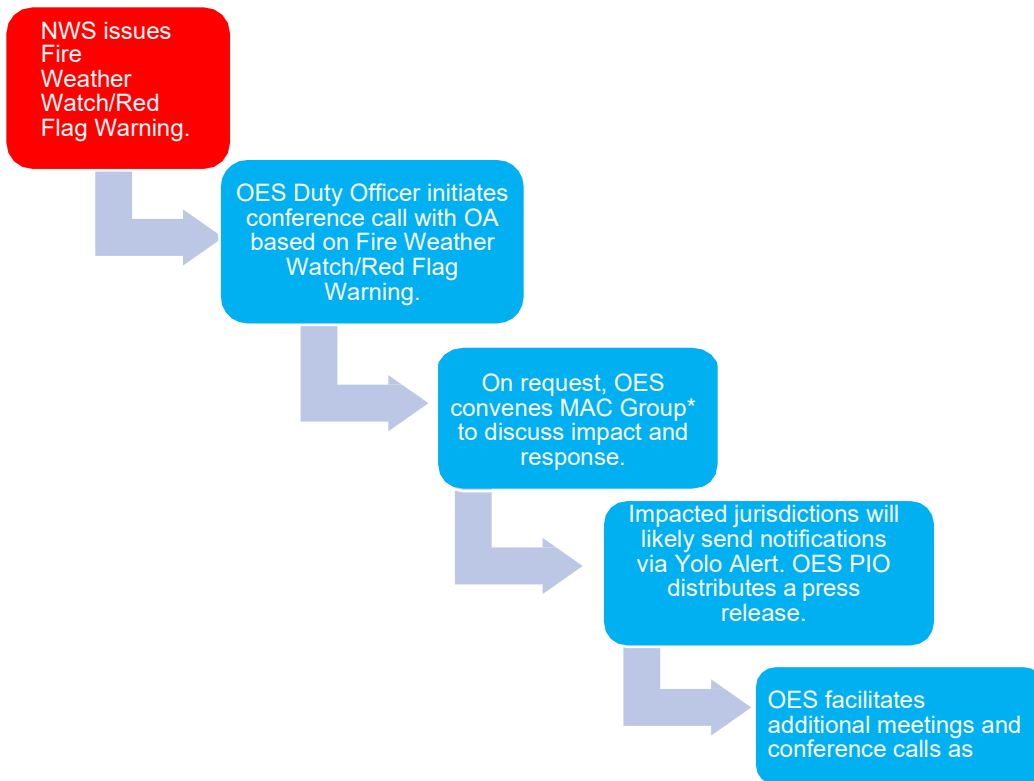 NWS issues
Fire
Weather
Watch/Red
Flag Warning.
OES Duty Officer initiates
conference call with OA
based on Fire Weather
Watch/Red Flag
Warning.
On request, OES
convenes MAC Group*
to discuss impact and
response.
Impacted jurisdictions will
likely send notifications
via Yolo Alert. OES PIO
distributes a press
release.
OES facilitates
additional meetings and
conference calls as